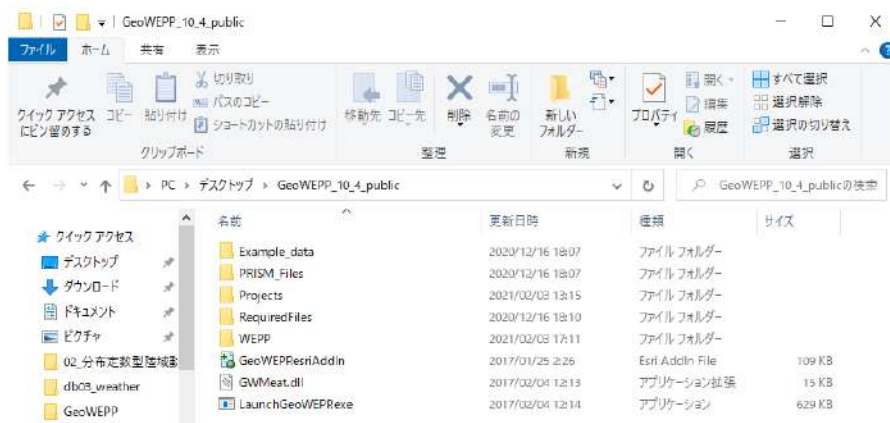 GeoWEPP_10_4_public
ファイル ホーム 共有 表示
クイック アクセスにピン留めする
コピー
貼り付け
切り取り
パスのコピー
ショートカットの貼り付け
クリップボード
移動先
コピー先
削除
名前の変更
整理
新しいフォルダー
新規
プロパティ
開く
編集
履歴
開く
すべて選択
選択解除
選択の切り替え
選択
PC › デスクトップ › GeoWEPP_10_4_public
GeoWEPP_10_4_publicの検索
名前 更新日時 種類 サイズ
クイック アクセス
デスクトップ
ダウンロード
ドキュメント
ピクチャ
02_分布定数型陸域
db03_weather
GeoWEPP
Example_data 2020/12/16 18:07 ファイル フォルダー
PRISM_Files 2020/12/16 18:07 ファイル フォルダー
Projects 2021/02/03 13:15 ファイル フォルダー
RequiredFiles 2020/12/16 18:10 ファイル フォルダー
WEPP 2021/02/03 17:11 ファイル フォルダー
GeoWEPPesriAddIn 2017/01/25 2:26 Esri AddIn File 109 KB
GWMeat.dll 2017/02/04 12:13 アプリケーション拡張 15 KB
LaunchGeoWEPP.exe 2017/02/04 12:14 アプリケーション 629 KB